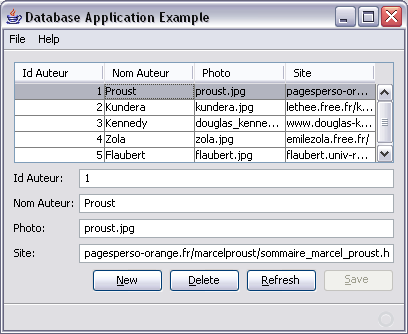 Database Application Example
File Help
Id Auteur Nom Auteur Photo Site
1 Proust proust.jpg pagesperso-o...
2 Kundera kundera.jpg lethee.free.fr/k...
3 Kennedy douglas_kenne... www.douglas-k...
4 Zola zola.jpg emilezola.free.fr/
5 Flaubert flaubert.jpg flaubert.univ-r...
Id Auteur: 1
Nom Auteur: Proust
Photo: proust.jpg
Site: pagesperso-orange.fr/marcelproust/sommaire_marcel_proust.h
New Delete Refresh Save